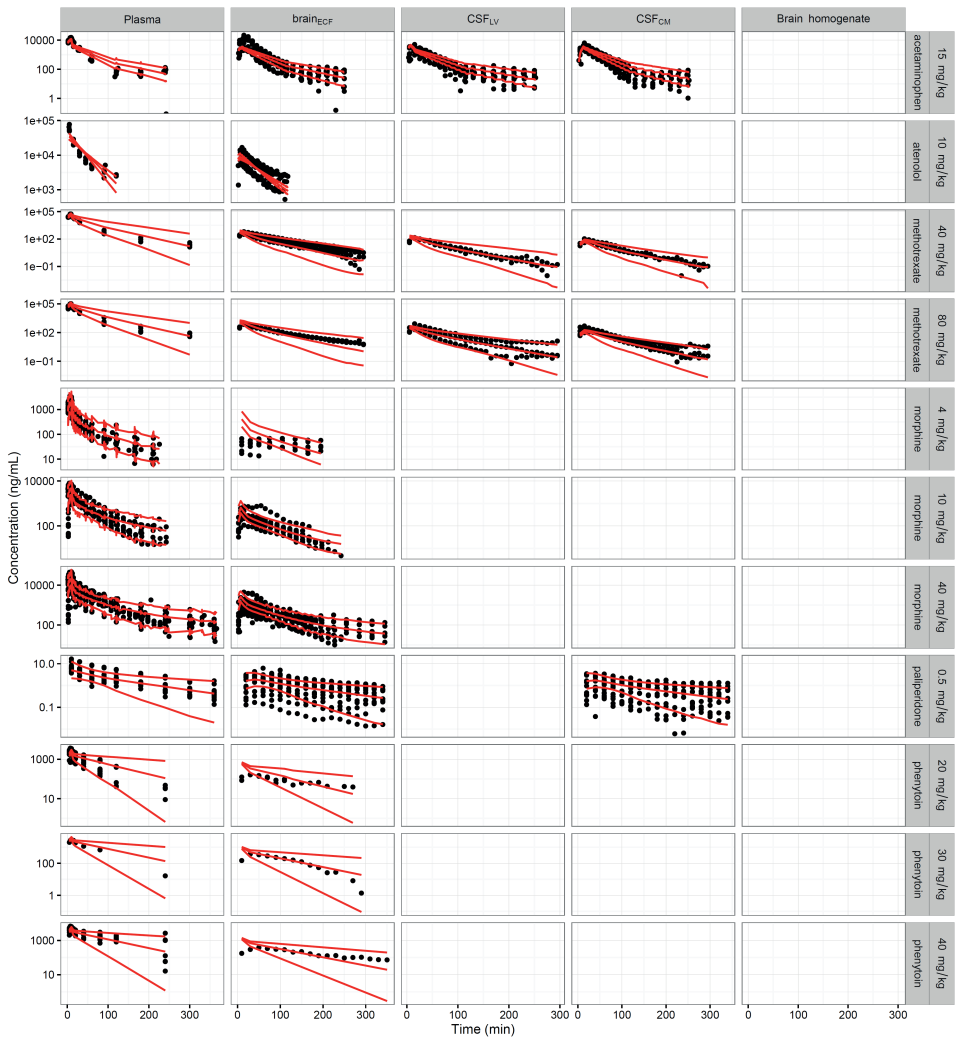 Plasma brainECF CSFLV CSFCM Brain homogenate
10000
100
1
15 mg/kg
acetaminophen
1e+05
1e+04
1e+03
10 mg/kg
atenolol
1e+05
1e+02
1e−01
40 mg/kg
methotrexate
1e+05
1e+02
1e−01
80 mg/kg
methotrexate
1000
100
10
4 mg/kg
morphine
10000
100
10 mg/kg
morphine
10000
100
40 mg/kg
morphine
10.0
0.1
0.5 mg/kg
paliperidone
1000
10
20 mg/kg
phenytoin
100
1
30 mg/kg
phenytoin
1000
10
40 mg/kg
phenytoin
Concentration (ng/mL)
0 100 200 300 0 100 200 300 0 100 200 300 0 100 200 300 0 100 200 300
Time (min)